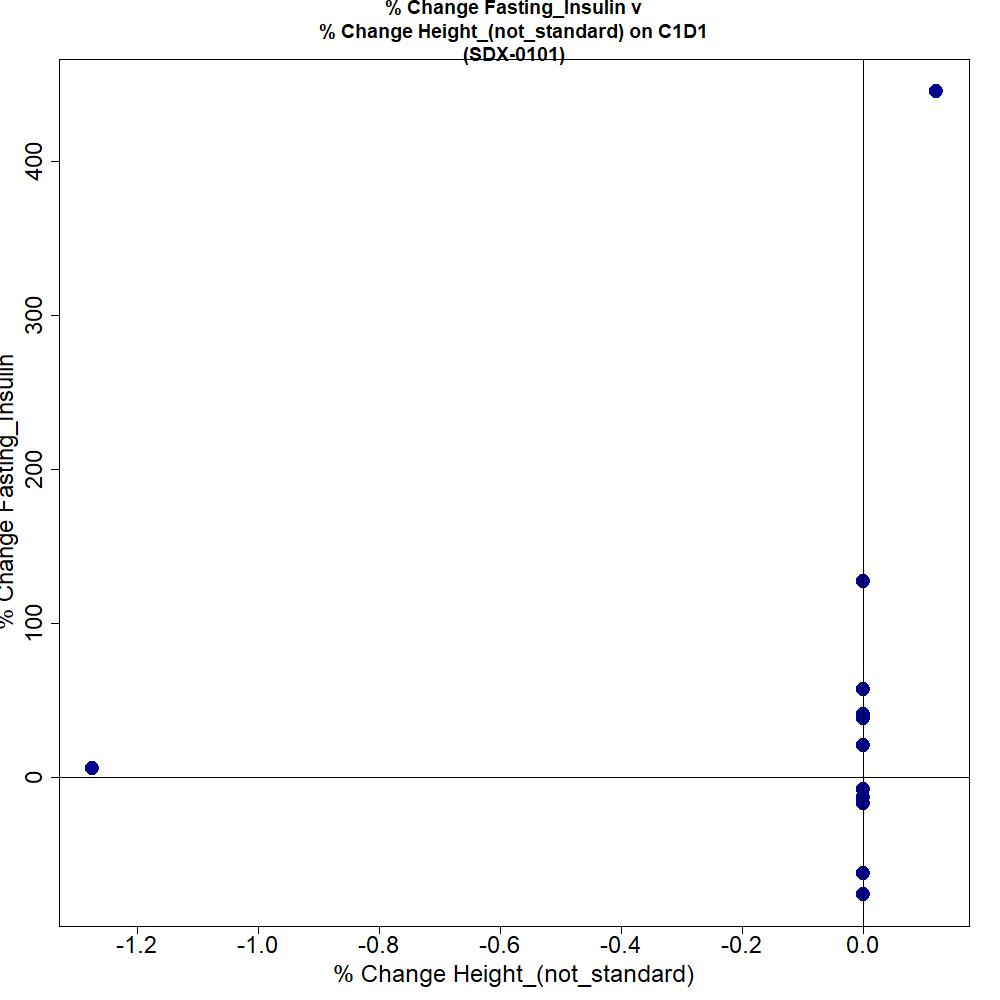 % Change Fasting_Insulin v
% Change Height_(not_standard) on C1D1
(SDX-0101)
% Change Fasting_Insulin
400
300
200
100
0
-1.2 -1.0 -0.8 -0.6 -0.4 -0.2 0.0
% Change Height_(not_standard)